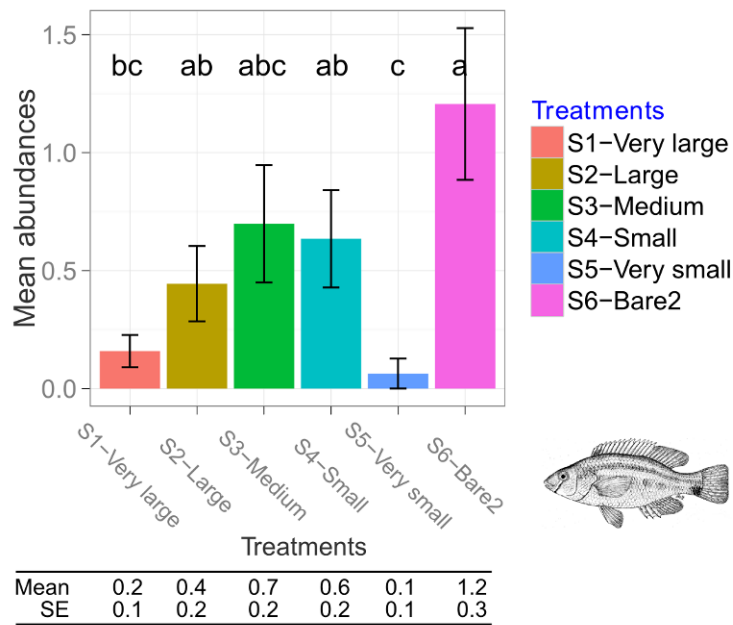 1.5
1.0
0.5
0.0
Mean abundances
bc ab abc ab c a
S1−Very large
S2−Large
S3−Medium
S4−Small
S5−Very small
S6−Bare2
Treatments
Treatments
S1−Very large
S2−Large
S3−Medium
S4−Small
S5−Very small
S6−Bare2
Mean 0.2 0.4 0.7 0.6 0.1 1.2
SE 0.1 0.2 0.2 0.2 0.1 0.3